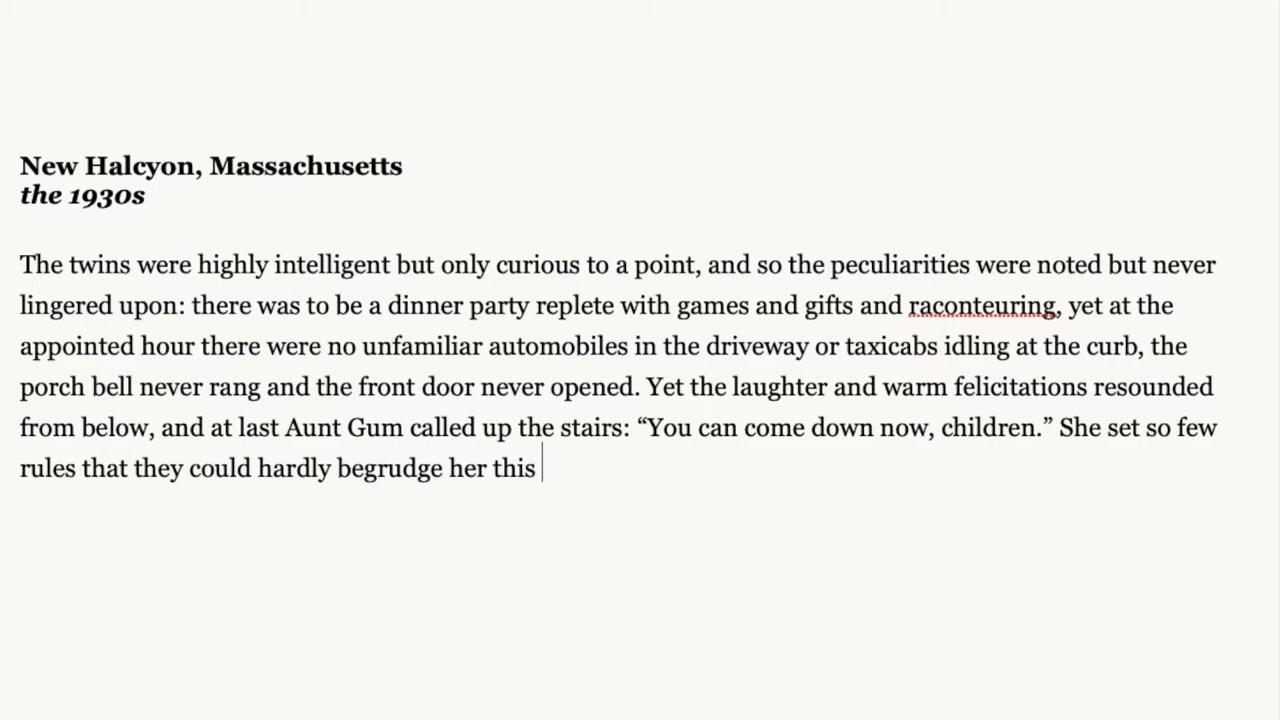 New Halcyon, Massachusetts
the 1930s
The twins were highly intelligent but only curious to a point, and so the peculiarities were noted but never
lingered upon: there was to be a dinner party replete with games and gifts and raconteuring, yet at the
appointed hour there were no unfamiliar automobiles in the driveway or taxicabs idling at the curb, the
porch bell never rang and the front door never opened. Yet the laughter and warm felicitations resounded
from below, and at last Aunt Gum called up the stairs: “You can come down now, children.” She set so few
rules that they could hardly begrudge her this